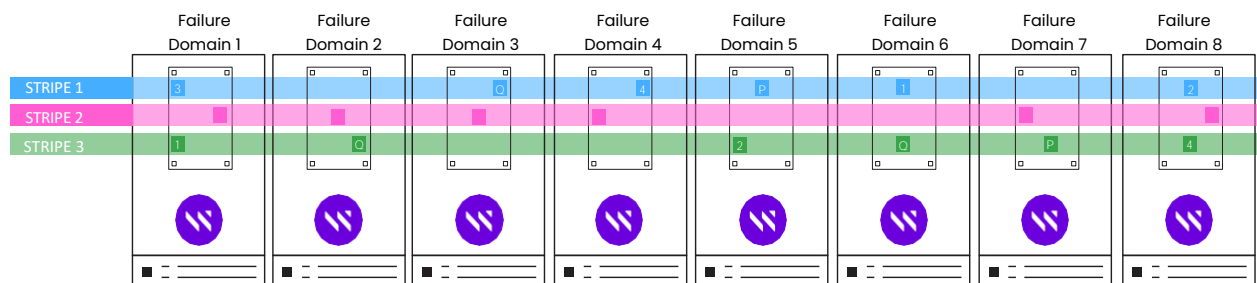 Failure Domain 1
Failure Domain 2
Failure Domain 3
Failure Domain 4
Failure Domain 5
Failure Domain 6
Failure Domain 7
Failure Domain 8
STRIPE 1
3 Q 4 P 1 2
STRIPE 2
STRIPE 3
1 Q 2 Q P 4